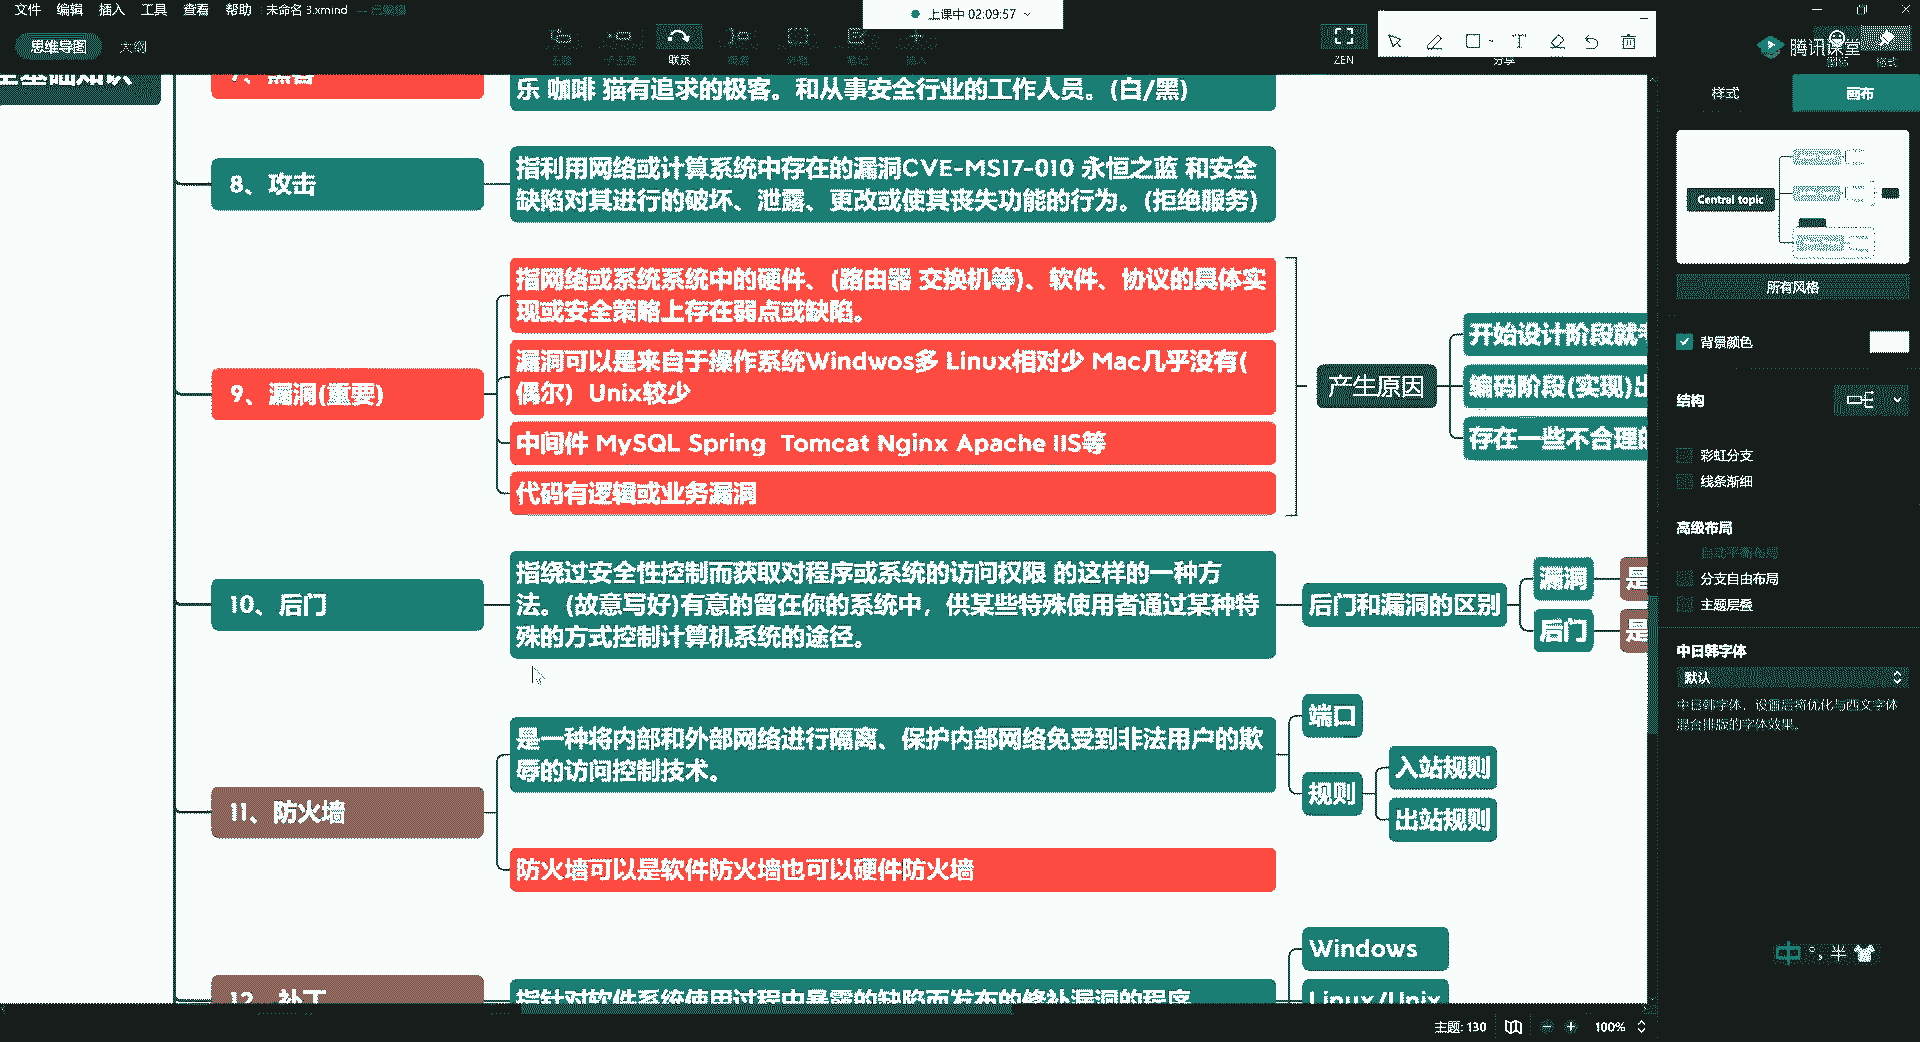 文件 编辑 插入 工具 查看 帮助 未命名 3.xmind
上课中 02:09:57
思维导图 大纲
联系
ZEN
腾讯课堂
样式 画布
全基础知识
7、黑客
乐 咖啡 猫有追求的极客。和从事安全行业的工作人员。(白/黑)
8、攻击
指利用网络或计算系统中存在的漏洞CVE-MS17-010 永恒之蓝 和安全
缺陷对其进行的破坏、泄露、更改或使其丧失功能的行为。(拒绝服务)
9、漏洞(重要)
指网络或系统系统中的硬件、(路由器 交换机等)、软件、协议的具体实
现或安全策略上存在弱点或缺陷。
漏洞可以是来自于操作系统Windwos多 Linux相对少 Mac几乎没有(
偶尔) Unix较少
中间件 MySQL Spring Tomcat Nginx Apache IIS等
代码有逻辑或业务漏洞
产生原因
开始设计阶段就
编码阶段(实现)出
存在一些不合理的
10、后门
指绕过安全性控制而获取对程序或系统的访问权限 的这样的一种方
法。(故意写好)有意的留在你的系统中，供某些特殊使用者通过某种特
殊的方式控制计算机系统的途径。
后门和漏洞的区别
漏洞
是
后门
是
11、防火墙
是一种将内部和外部网络进行隔离、保护内部网络免受到非法用户的欺
辱的访问控制技术。
端口
规则
入站规则
出站规则
防火墙可以是软件防火墙也可以硬件防火墙
12、补丁
指针对软件系统使用过程中暴露的缺陷而发布的修补漏洞的程序
Windows
Linux/Unix
Central topic
所有风格
背景颜色
结构
彩虹分支
线条渐细
高级布局
自动平衡布局
分支自由布局
主题层叠
中日韩字体
默认
中日韩字体，设置后将优化与西文字体
混合排版的字体效果。
中 °, 半
主题: 130 100%